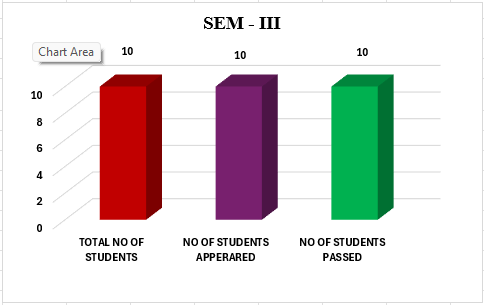 SEM - III
Chart Area
10
10
10
10
8
6
4
2
0
TOTAL NO OF
STUDENTS
NO OF STUDENTS
APPERARED
NO OF STUDENTS
PASSED